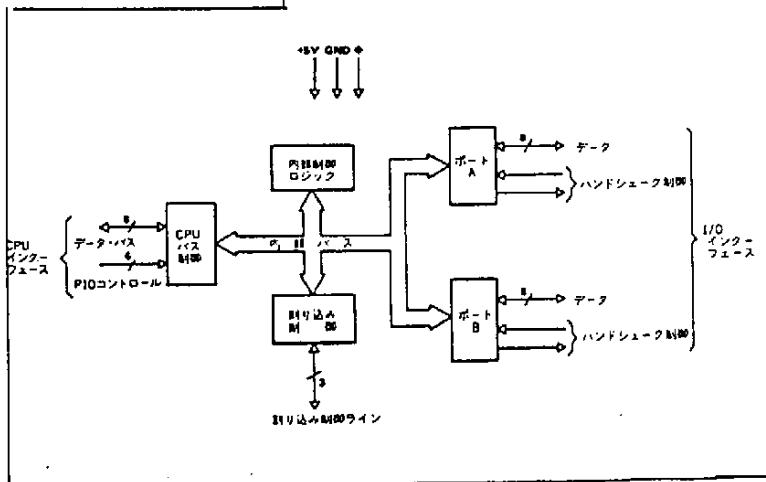 +5V GND Φ
内部制御
ロジック
ポート
A
データ
ハンドシェーク制御
CPU
インター
フェース
8
データ・バス
6
PIOコントロール
CPU
バス
制御
内 部 バ ス
I/O
インター
フェース
割り込み
制 御
3
割り込み制御ライン
8
ポート
B
8
データ
ハンドシェーク制御